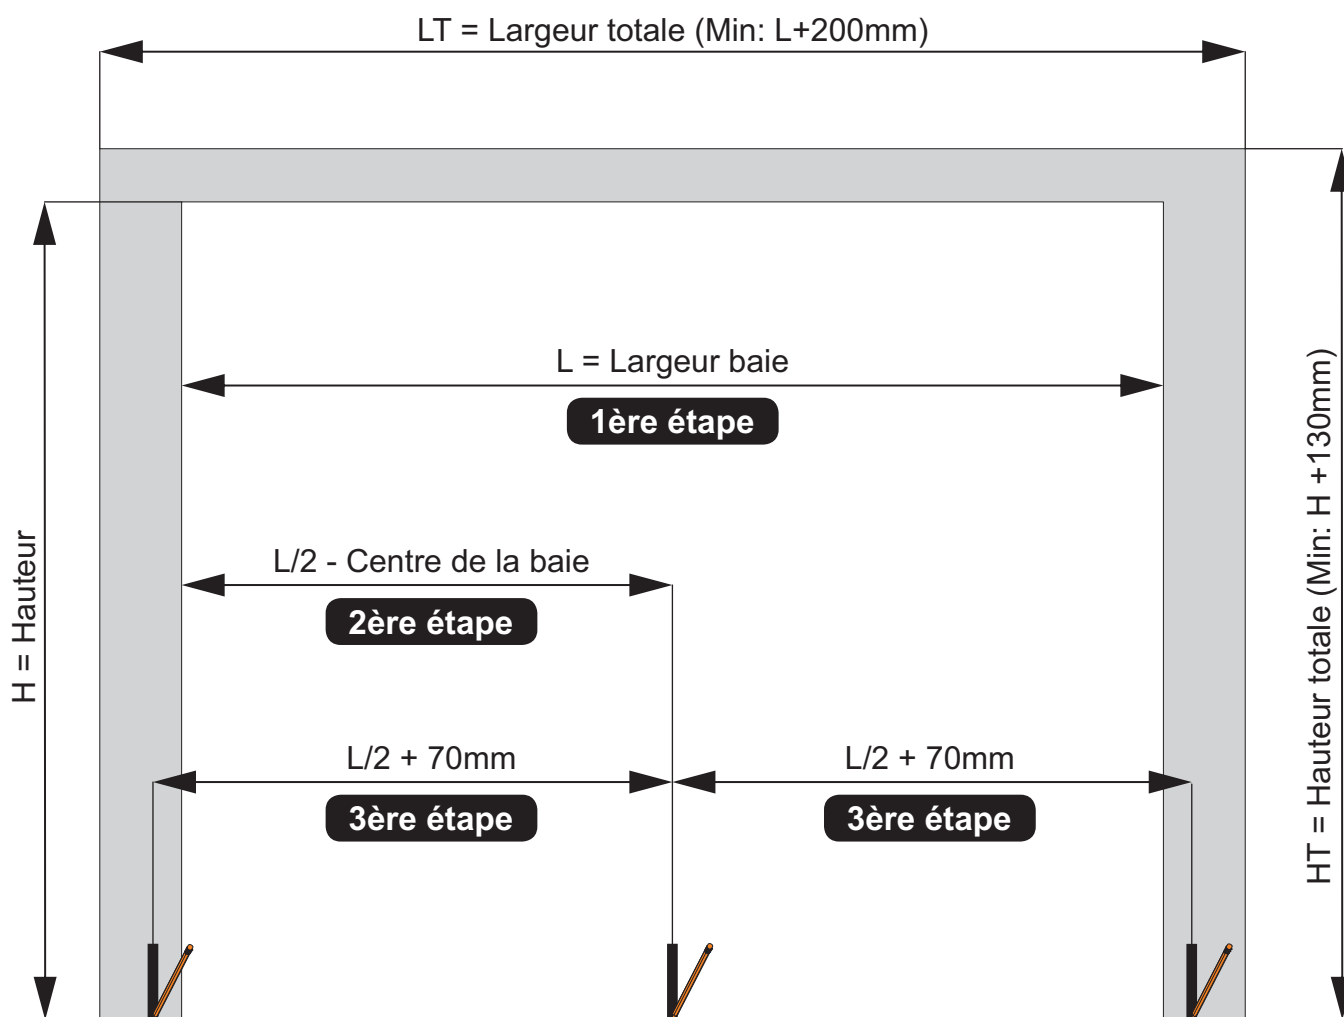 LT = Largeur totale (Min: L+200mm)
L = Largeur baie
1ère étape
H = Hauteur
HT = Hauteur totale (Min: H +130mm)
L/2 - Centre de la baie
2ère étape
L/2 + 70mm
L/2 + 70mm
3ère étape
3ère étape